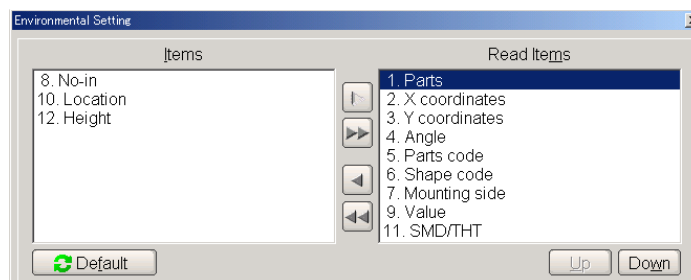 Environmental Setting
Items
8. No-in
10. Location
12. Height
Default
Read Items
1. Parts
2. X coordinates
3. Y coordinates
4. Angle
5. Parts code
6. Shape code
7. Mounting side
9. Value
11. SMD/THT
Up
Down